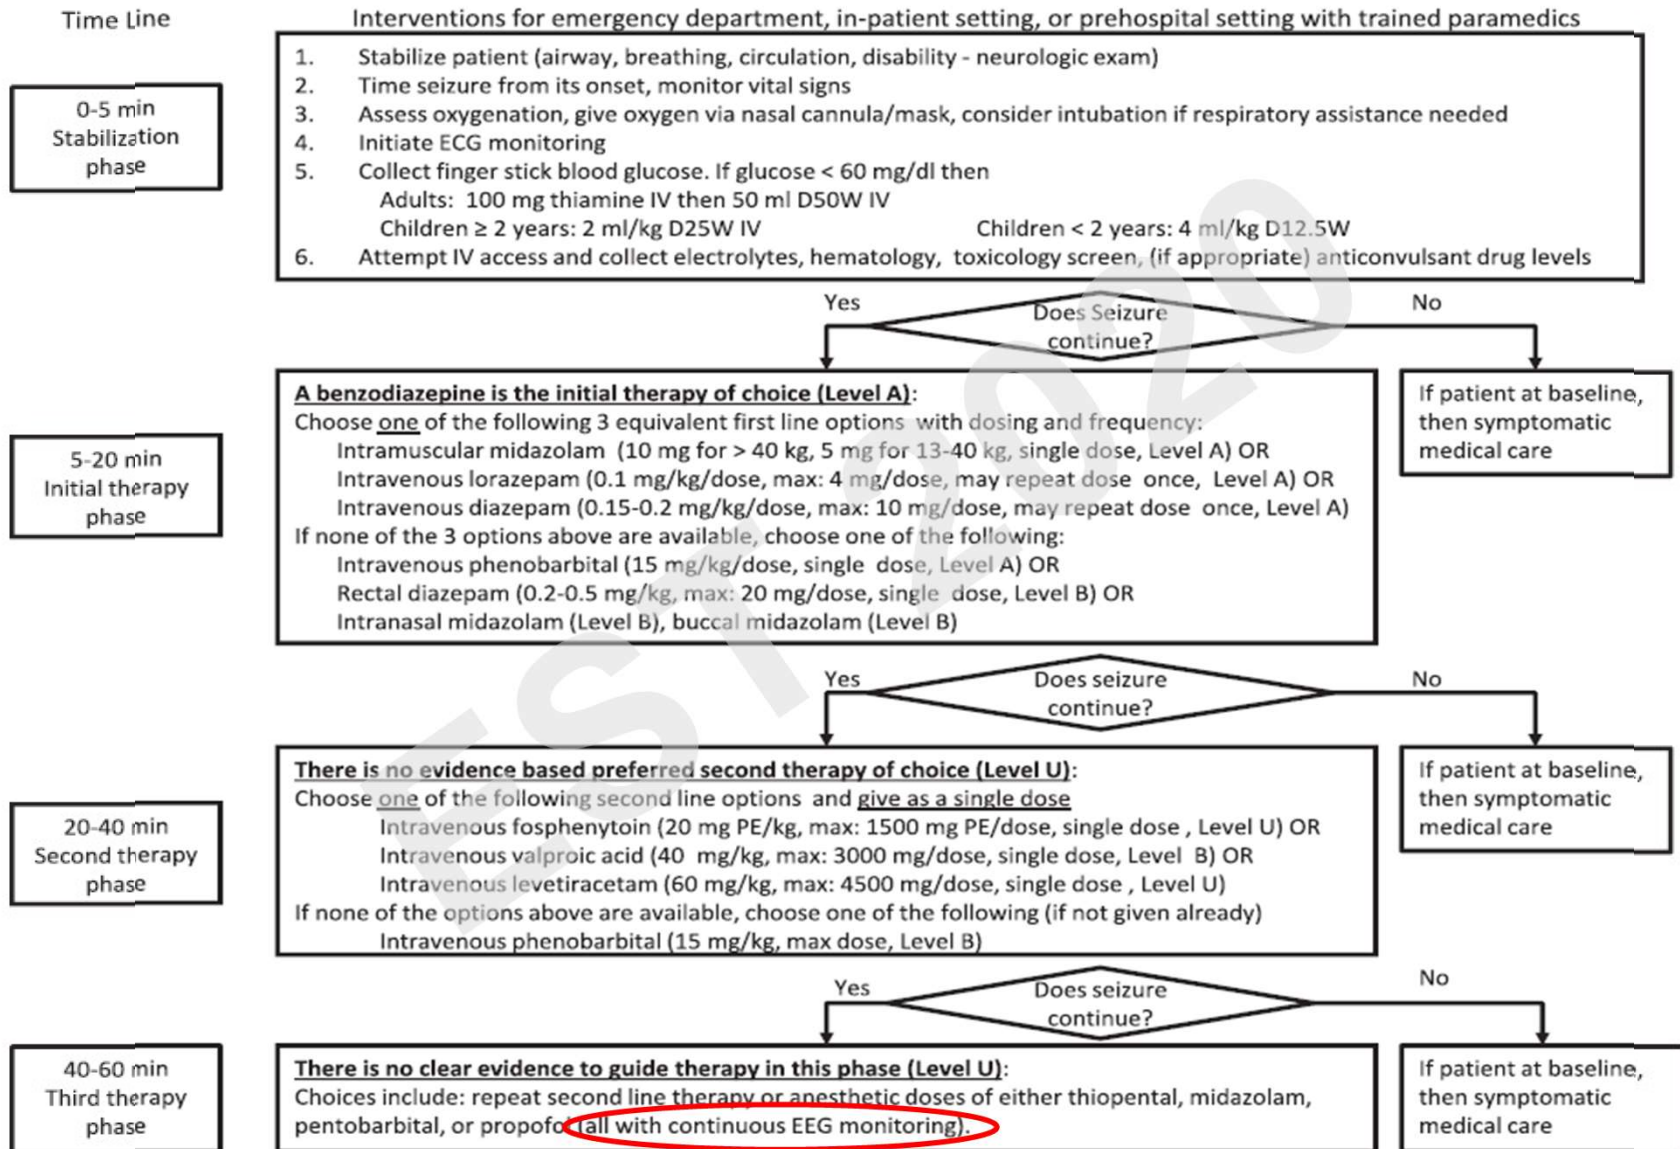 Time Line
Interventions for emergency department, in-patient setting, or prehospital setting with trained paramedics
0-5 min
Stabilization
phase
1. Stabilize patient (airway, breathing, circulation, disability - neurologic exam)
2. Time seizure from its onset, monitor vital signs
3. Assess oxygenation, give oxygen via nasal cannula/mask, consider intubation if respiratory assistance needed
4. Initiate ECG monitoring
5. Collect finger stick blood glucose. If glucose < 60 mg/dl then
Adults: 100 mg thiamine IV then 50 ml D50W IV
Children ≥ 2 years: 2 ml/kg D25W IV Children < 2 years: 4 ml/kg D12.5W
6. Attempt IV access and collect electrolytes, hematology, toxicology screen, (if appropriate) anticonvulsant drug levels
Yes
Does Seizure
continue?
No
5-20 min
Initial therapy
phase
A benzodiazepine is the initial therapy of choice (Level A):
Choose one of the following 3 equivalent first line options with dosing and frequency:
Intramuscular midazolam (10 mg for > 40 kg, 5 mg for 13-40 kg, single dose, Level A) OR
Intravenous lorazepam (0.1 mg/kg/dose, max: 4 mg/dose, may repeat dose once, Level A) OR
Intravenous diazepam (0.15-0.2 mg/kg/dose, max: 10 mg/dose, may repeat dose once, Level A)
If none of the 3 options above are available, choose one of the following:
Intravenous phenobarbital (15 mg/kg/dose, single dose, Level A) OR
Rectal diazepam (0.2-0.5 mg/kg, max: 20 mg/dose, single dose, Level B) OR
Intranasal midazolam (Level B), buccal midazolam (Level B)
If patient at baseline,
then symptomatic
medical care
Yes
Does seizure
continue?
No
20-40 min
Second therapy
phase
There is no evidence based preferred second therapy of choice (Level U):
Choose one of the following second line options and give as a single dose
Intravenous fosphenytoin (20 mg PE/kg, max: 1500 mg PE/dose, single dose , Level U) OR
Intravenous valproic acid (40 mg/kg, max: 3000 mg/dose, single dose, Level B) OR
Intravenous levetiracetam (60 mg/kg, max: 4500 mg/dose, single dose , Level U)
If none of the options above are available, choose one of the following (if not given already)
Intravenous phenobarbital (15 mg/kg, max dose, Level B)
If patient at baseline,
then symptomatic
medical care
Yes
Does seizure
continue?
No
40-60 min
Third therapy
phase
There is no clear evidence to guide therapy in this phase (Level U):
Choices include: repeat second line therapy or anesthetic doses of either thiopental, midazolam,
pentobarbital, or propofo (all with continuous EEG monitoring).
If patient at baseline,
then symptomatic
medical care
EST 2020